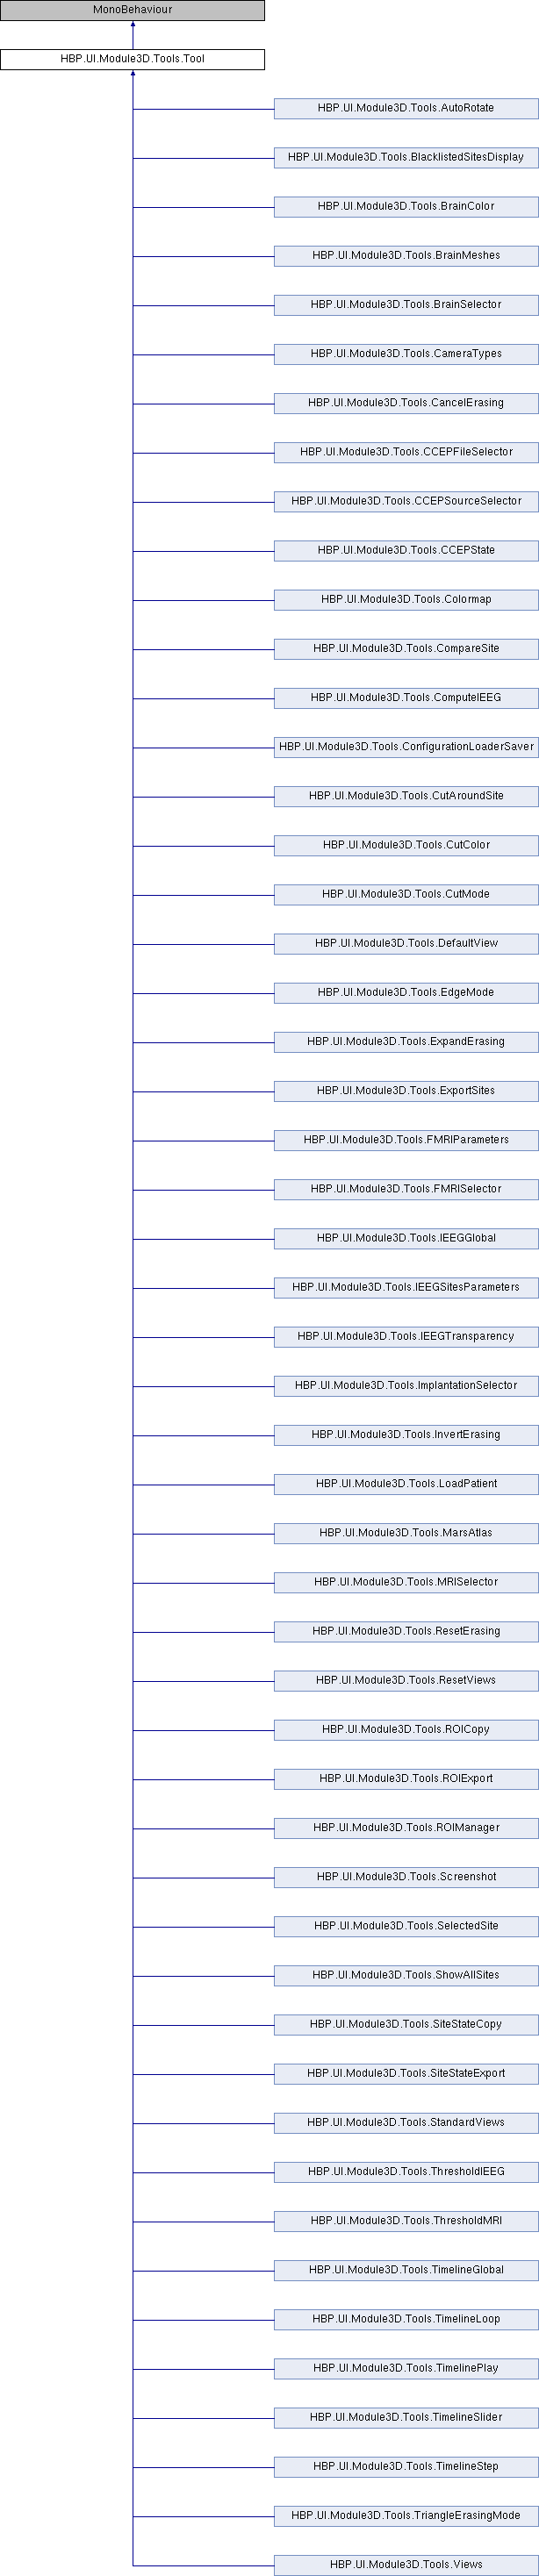 MonoBehaviour
HBP.UI.Module3D.Tools.Tool
HBP.UI.Module3D.Tools.AutoRotate
HBP.UI.Module3D.Tools.BlacklistedSitesDisplay
HBP.UI.Module3D.Tools.BrainColor
HBP.UI.Module3D.Tools.BrainMeshes
HBP.UI.Module3D.Tools.BrainSelector
HBP.UI.Module3D.Tools.CameraTypes
HBP.UI.Module3D.Tools.CancelErasing
HBP.UI.Module3D.Tools.CCEPFileSelector
HBP.UI.Module3D.Tools.CCEPSourceSelector
HBP.UI.Module3D.Tools.CCEPState
HBP.UI.Module3D.Tools.Colormap
HBP.UI.Module3D.Tools.CompareSite
HBP.UI.Module3D.Tools.ComputeIEEG
HBP.UI.Module3D.Tools.ConfigurationLoaderSaver
HBP.UI.Module3D.Tools.CutAroundSite
HBP.UI.Module3D.Tools.CutColor
HBP.UI.Module3D.Tools.CutMode
HBP.UI.Module3D.Tools.DefaultView
HBP.UI.Module3D.Tools.EdgeMode
HBP.UI.Module3D.Tools.ExpandErasing
HBP.UI.Module3D.Tools.ExportSites
HBP.UI.Module3D.Tools.FMRIParameters
HBP.UI.Module3D.Tools.FMRISelector
HBP.UI.Module3D.Tools.IEEGGlobal
HBP.UI.Module3D.Tools.IEEGSitesParameters
HBP.UI.Module3D.Tools.IEEGTransparency
HBP.UI.Module3D.Tools.ImplantationSelector
HBP.UI.Module3D.Tools.InvertErasing
HBP.UI.Module3D.Tools.LoadPatient
HBP.UI.Module3D.Tools.MarsAtlas
HBP.UI.Module3D.Tools.MRISelector
HBP.UI.Module3D.Tools.ResetErasing
HBP.UI.Module3D.Tools.ResetViews
HBP.UI.Module3D.Tools.ROICopy
HBP.UI.Module3D.Tools.ROIExport
HBP.UI.Module3D.Tools.ROIManager
HBP.UI.Module3D.Tools.Screenshot
HBP.UI.Module3D.Tools.SelectedSite
HBP.UI.Module3D.Tools.ShowAllSites
HBP.UI.Module3D.Tools.SiteStateCopy
HBP.UI.Module3D.Tools.SiteStateExport
HBP.UI.Module3D.Tools.StandardViews
HBP.UI.Module3D.Tools.ThresholdIEEG
HBP.UI.Module3D.Tools.ThresholdMRI
HBP.UI.Module3D.Tools.TimelineGlobal
HBP.UI.Module3D.Tools.TimelineLoop
HBP.UI.Module3D.Tools.TimelinePlay
HBP.UI.Module3D.Tools.TimelineSlider
HBP.UI.Module3D.Tools.TimelineStep
HBP.UI.Module3D.Tools.TriangleErasingMode
HBP.UI.Module3D.Tools.Views